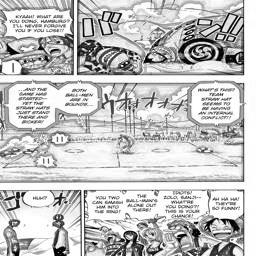 KYAAH! WHAT ARE
YOU DOING, HAMBURG?
I'LL NEVER FORGIVE
YOU IF YOU LOSE!!
WHAT'S THIS?
TEAM
STRAW HAT
SEEMS TO
BE HAVING
AN INTERNAL
CONFLICT!!
BOTH
BALL-MEN
ARE IN
BOUNDS...
...AND THE
GAME HAS
STARTED--
YET THE
STRAW
HATS JUST
STAND THERE
AND BICKER!
AH HA HA!
THEY'RE
SO FUNNY!
IDIOTS!
ZOLO, SANJI--
WHAT'RE
YOU DOING?!
THIS IS
YOUR CHANCE!
THE
BALL-MAN'S
ALONE OUT
THERE!
YOU TWO
CAN SMASH
HIM INTO
THE RING!
HUH?